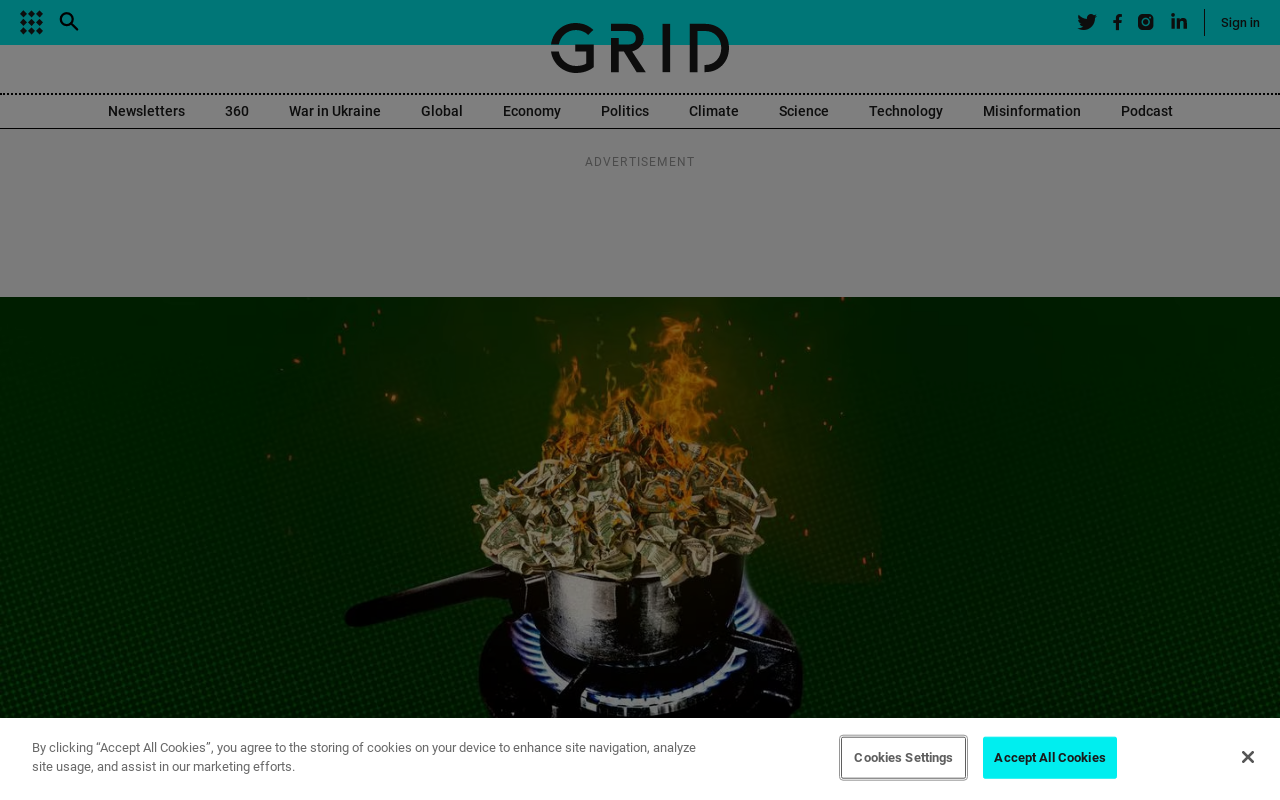 Sign in
GRID
Newsletters 360 War in Ukraine Global Economy Politics Climate Science Technology Misinformation Podcast
ADVERTISEMENT
By clicking “Accept All Cookies”, you agree to the storing of cookies on your device to enhance site navigation, analyze
site usage, and assist in our marketing efforts.
Cookies Settings
Accept All Cookies